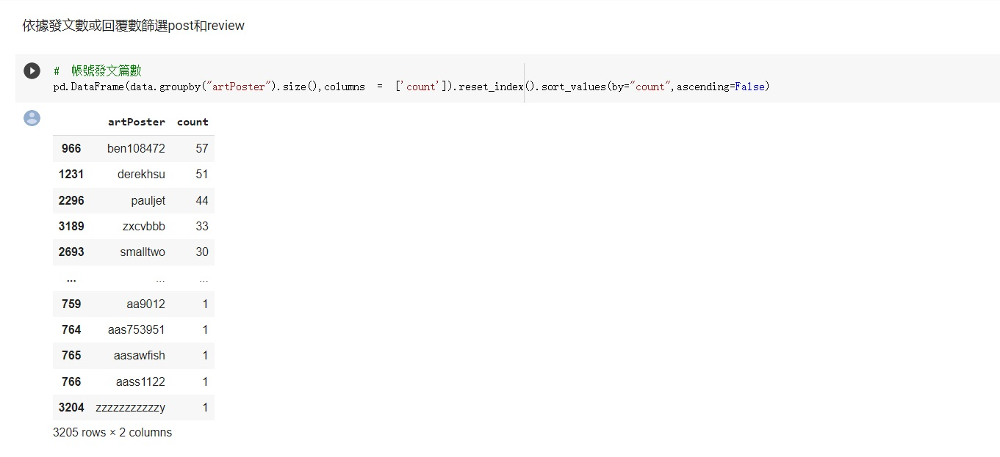 依據發文數或回覆數篩選post和review
# 帳號發文篇數
pd.DataFrame(data.groupby("artPoster").size(),columns = ['count']).reset_index().sort_values(by="count",ascending=False)
artPoster count
966 ben108472 57
1231 derekhsu 51
2296 pauljet 44
3189 zxcvbbb 33
2693 smalltwo 30
... ... ...
759 aa9012 1
764 aas753951 1
765 aasawfish 1
766 aass1122 1
3204 zzzzzzzzzzzy 1
3205 rows × 2 columns